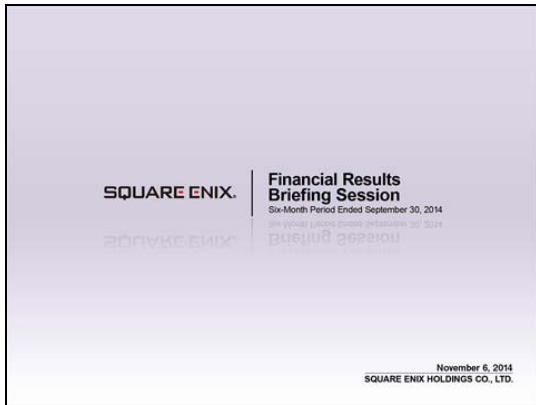 SQUARE ENIX.
Financial Results
Briefing Session
Six-Month Period Ended September 30, 2014
November 6, 2014
SQUARE ENIX HOLDINGS CO., LTD.